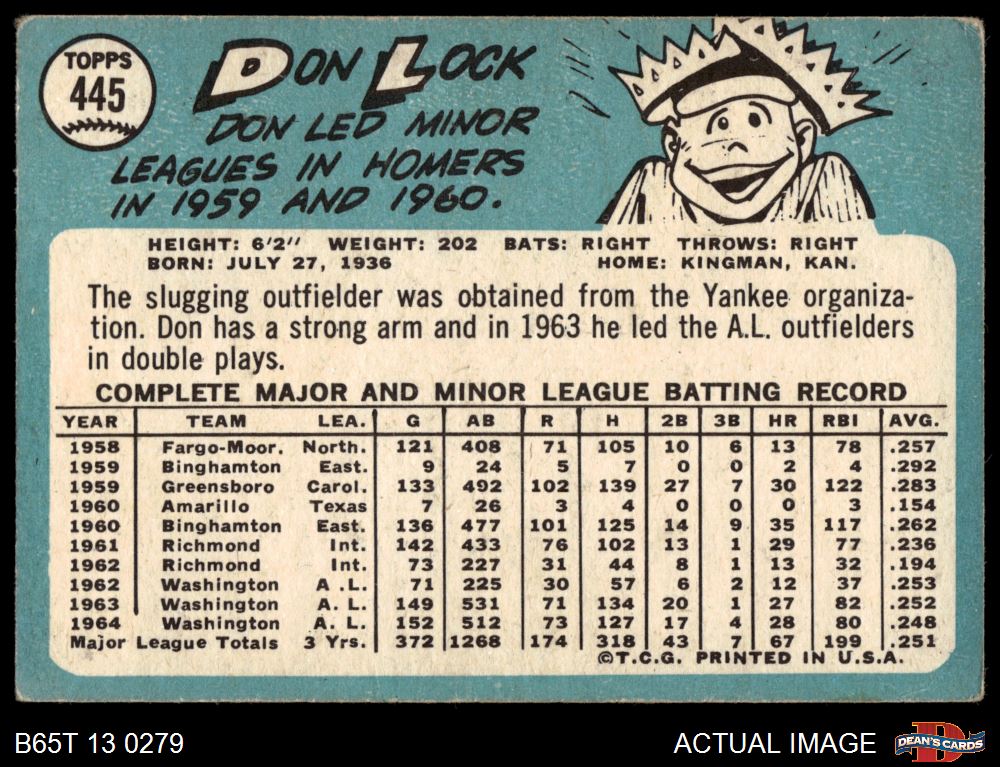 TOPPS
445
DON LOCK
DON LED MINOR
LEAGUES IN HOMERS
IN 1959 AND 1960.
HEIGHT: 6'2" WEIGHT: 202 BATS: RIGHT THROWS: RIGHT
BORN: JULY 27, 1936 HOME: KINGMAN, KAN.
The slugging outfielder was obtained from the Yankee organiza-
tion. Don has a strong arm and in 1963 he led the A.L. outfielders
in double plays.
COMPLETE MAJOR AND MINOR LEAGUE BATTING RECORD
YEAR TEAM LEA. G AB R H 2B 3B HR RBI AVG.
1958 Fargo-Moor. North. 121 408 71 105 10 6 13 78 .257
1959 Binghamton East. 9 24 5 7 0 0 2 4 .292
1959 Greensboro Carol. 133 492 102 139 27 7 30 122 .283
1960 Amarillo Texas 7 26 3 4 0 0 0 3 .154
1960 Binghamton East. 136 477 101 125 14 9 35 117 .262
1961 Richmond Int. 142 433 76 102 13 1 29 77 .236
1962 Richmond Int. 73 227 31 44 8 1 13 32 .194
1962 Washington A .L. 71 225 30 57 6 2 12 37 .253
1963 Washington A. L. 149 531 71 134 20 1 27 82 .252
1964 Washington A. L. 152 512 73 127 17 4 28 80 .248
Major League Totals 3 Yrs. 372 1268 174 318 43 7 67 199 .251
©T.C.G. PRINTED IN U.S.A.
B65T 13 0279
ACTUAL IMAGE
D
DEAN'S CARDS